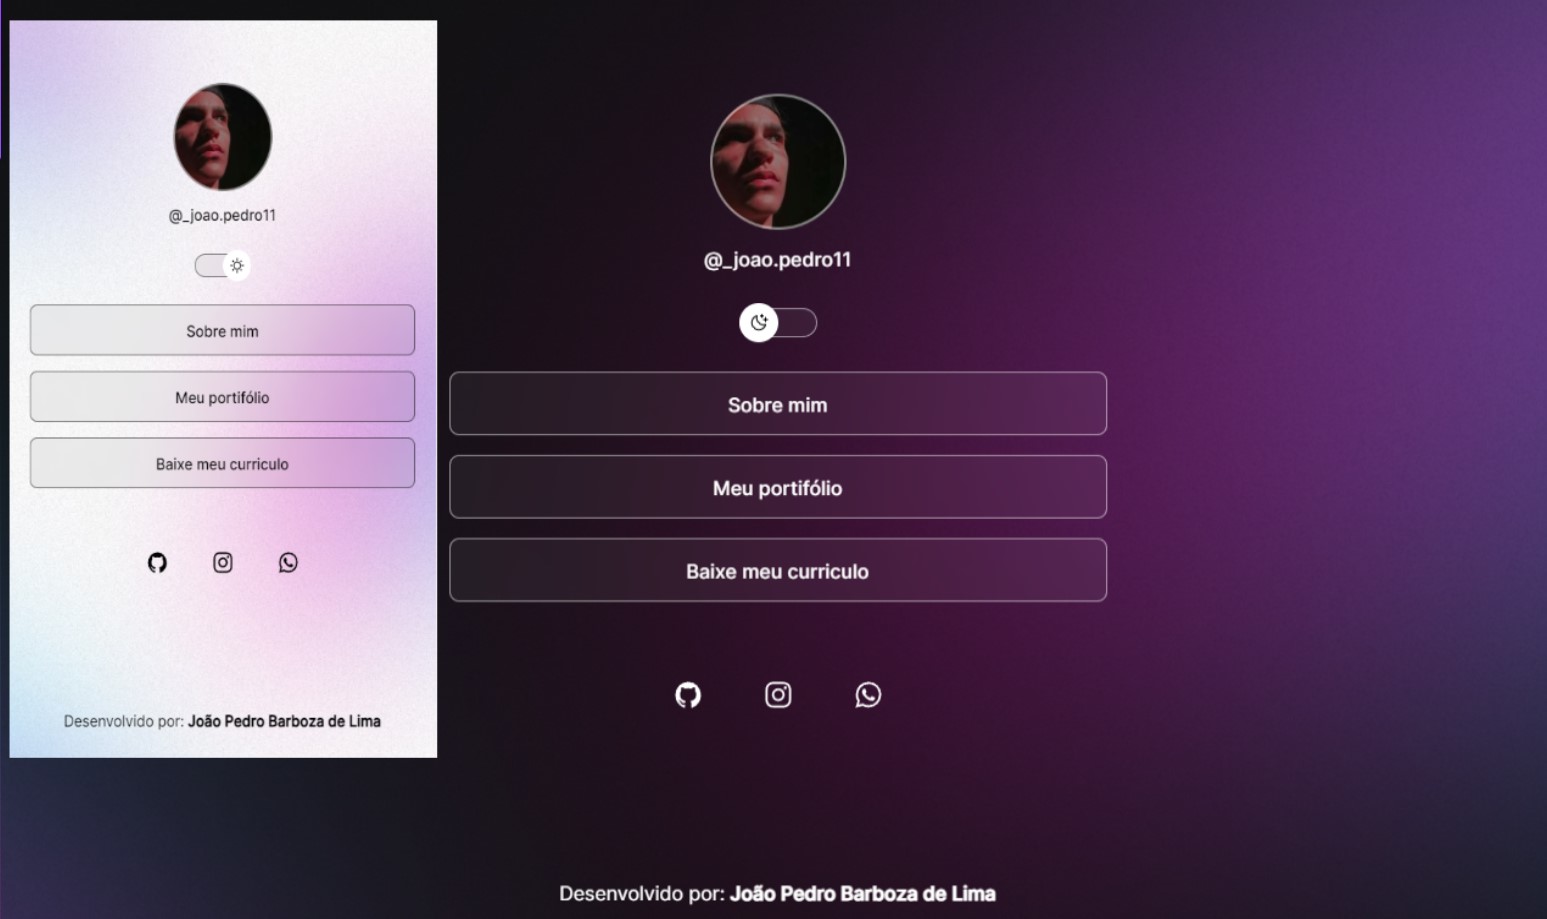 @_joao.pedro11
Sobre mim
Meu portifólio
Baixe meu curriculo
Desenvolvido por: João Pedro Barboza de Lima
@_joao.pedro11
Sobre mim
Meu portifólio
Baixe meu curriculo
Desenvolvido por: João Pedro Barboza de Lima